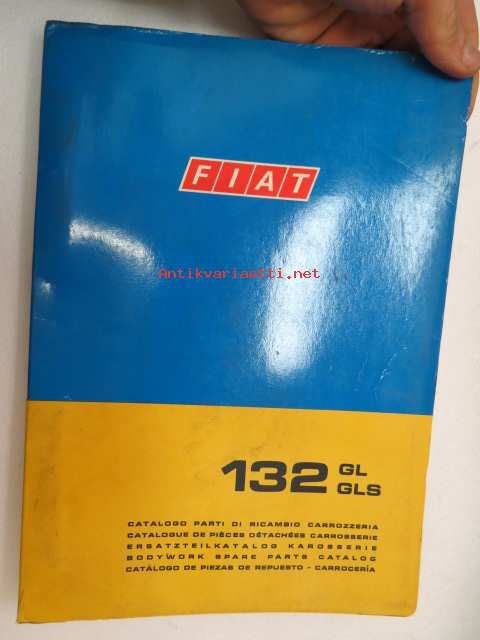 FIAT
Antikvariaatti.net
132 GL
GLS
CATALOGO PARTI DI RICAMBIO CARROZZERIA
CATALOGUE DE PIÈCES DÉTACHÉES CARROSSERIE
ERSATZTEILKATALOG KAROSSERIE
BODYWORK SPARE PARTS CATALOG
CATÁLOGO DE PIEZAS DE REPUESTO - CARROCERÍA